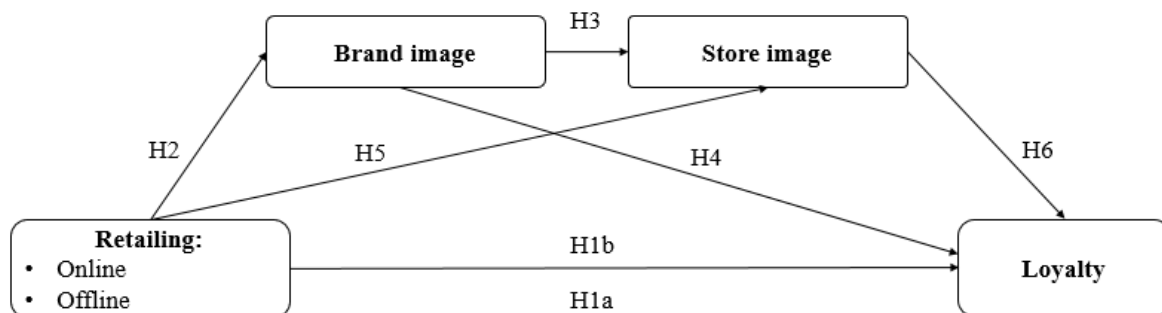 H3
Brand image
Store image
H2
H5
H4
H6
Retailing:
• Online
• Offline
H1b
H1a
Loyalty